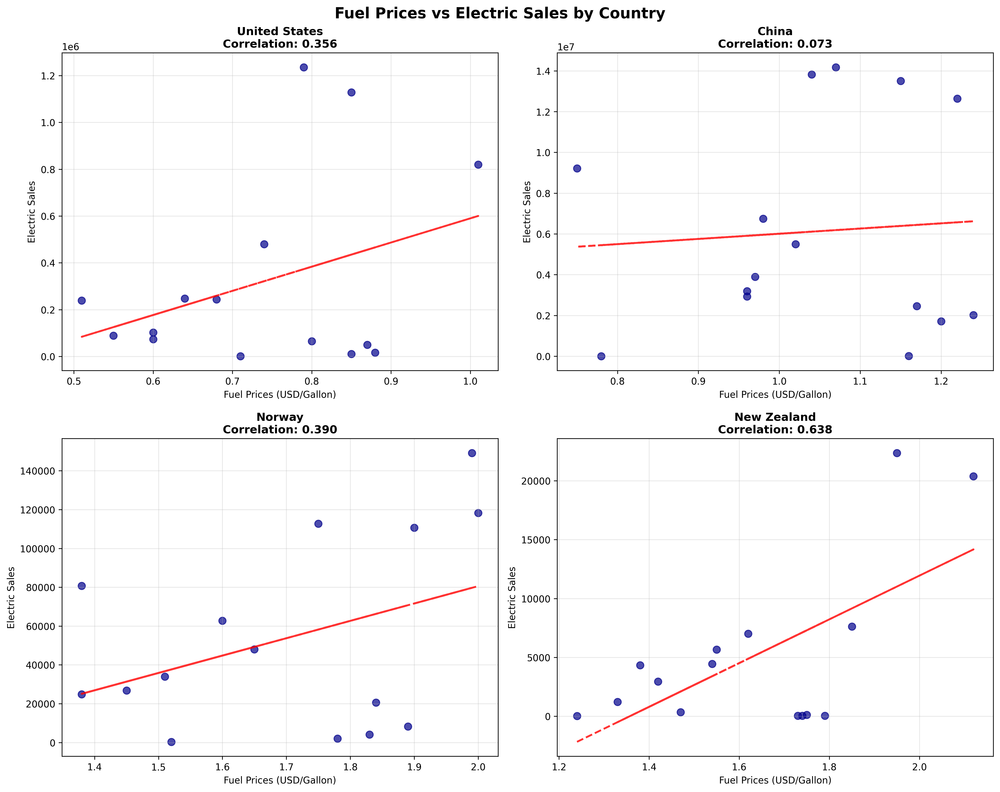 Fuel Prices vs Electric Sales by Country
United States
Correlation: 0.356
1e6
1.2
1.0
0.8
0.6
0.4
0.2
0.0
Electric Sales
0.5 0.6 0.7 0.8 0.9 1.0
Fuel Prices (USD/Gallon)
China
Correlation: 0.073
1e7
1.4
1.2
1.0
0.8
0.6
0.4
0.2
0.0
Electric Sales
0.8 0.9 1.0 1.1 1.2
Fuel Prices (USD/Gallon)
Norway
Correlation: 0.390
140000
120000
100000
80000
60000
40000
20000
0
Electric Sales
1.4 1.5 1.6 1.7 1.8 1.9 2.0
Fuel Prices (USD/Gallon)
New Zealand
Correlation: 0.638
20000
15000
10000
5000
0
Electric Sales
1.2 1.4 1.6 1.8 2.0
Fuel Prices (USD/Gallon)